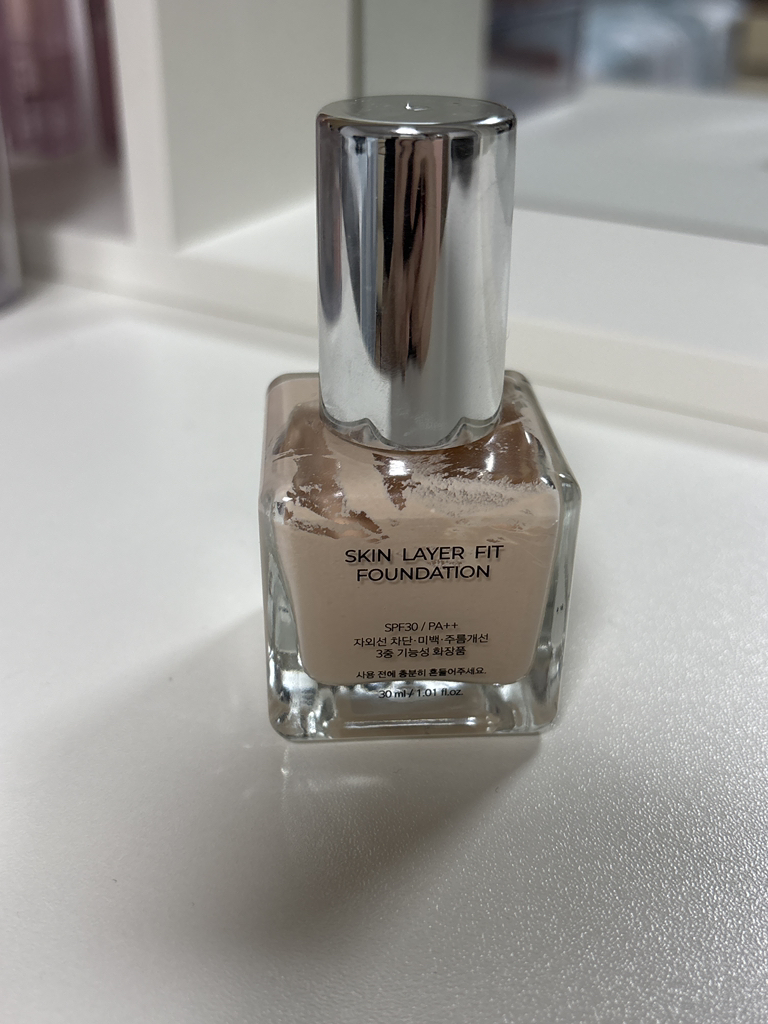 SKIN LAYER FIT
FOUNDATION
SPF30 / PA++
자외선 차단·미백·주름개선
3중 기능성 화장품
사용 전에 충분히 흔들어주세요.
30 ml / 1.01 fl.oz.